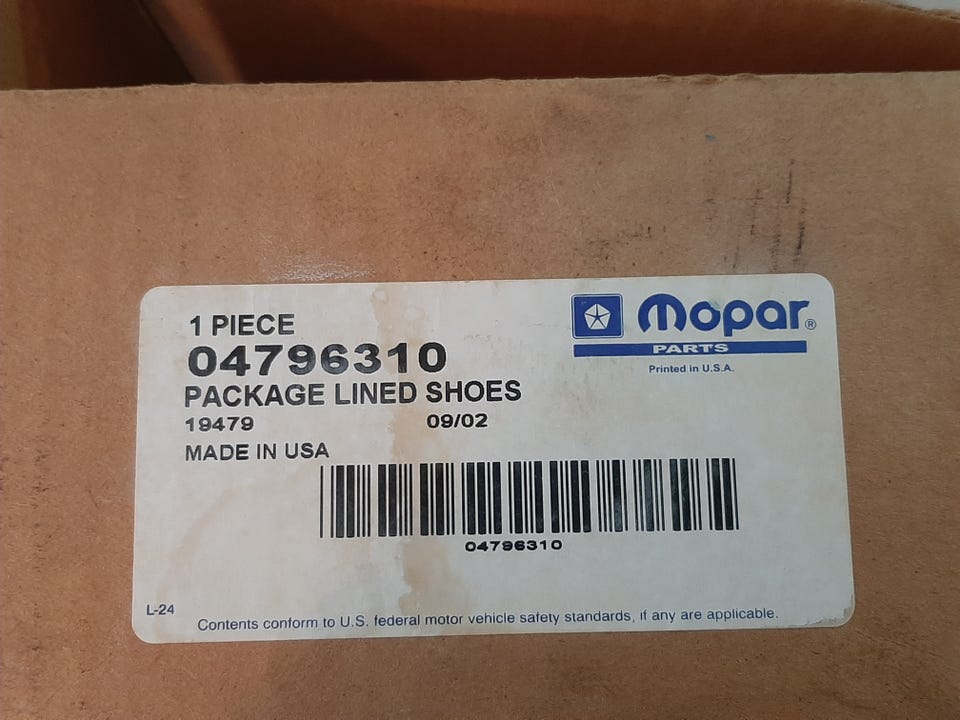 1 PIECE
04796310
PACKAGE LINED SHOES
19479 09/02
MADE IN USA
Mopar®
PARTS
Printed in U.S.A.
04796310
L-24
Contents conform to U.S. federal motor vehicle safety standards, if any are applicable.